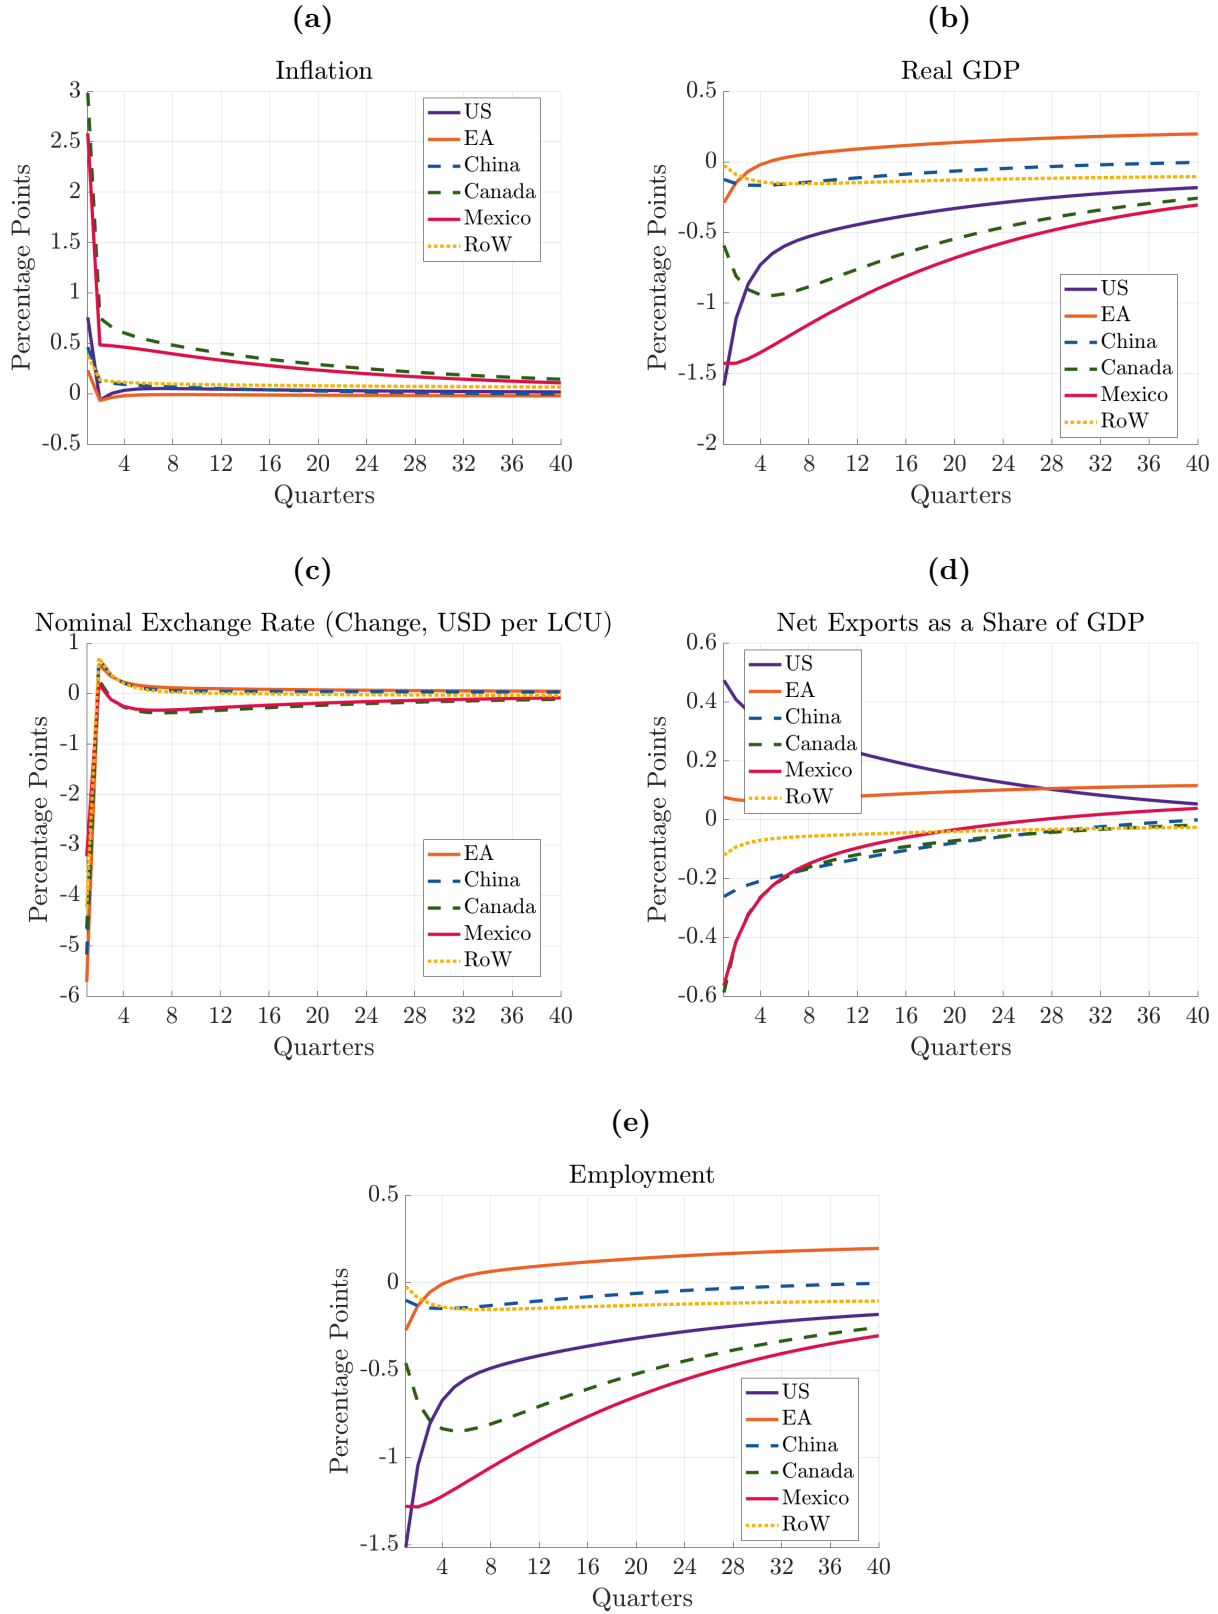 (a)
Inflation
3
2.5
2
1.5
1
0.5
0
-0.5
Percentage Points
4 8 12 16 20 24 28 32 36 40
Quarters
US
EA
China
Canada
Mexico
RoW
(b)
Real GDP
0.5
0
-0.5
-1
-1.5
-2
Percentage Points
4 8 12 16 20 24 28 32 36 40
Quarters
US
EA
China
Canada
Mexico
RoW
(c)
Nominal Exchange Rate (Change, USD per LCU)
1
0
-1
-2
-3
-4
-5
-6
Percentage Points
4 8 12 16 20 24 28 32 36 40
Quarters
EA
China
Canada
Mexico
RoW
(d)
Net Exports as a Share of GDP
0.6
0.4
0.2
0
-0.2
-0.4
-0.6
Percentage Points
4 8 12 16 20 24 28 32 36 40
Quarters
US
EA
China
Canada
Mexico
RoW
(e)
Employment
0.5
0
-0.5
-1
-1.5
Percentage Points
4 8 12 16 20 24 28 32 36 40
Quarters
US
EA
China
Canada
Mexico
RoW